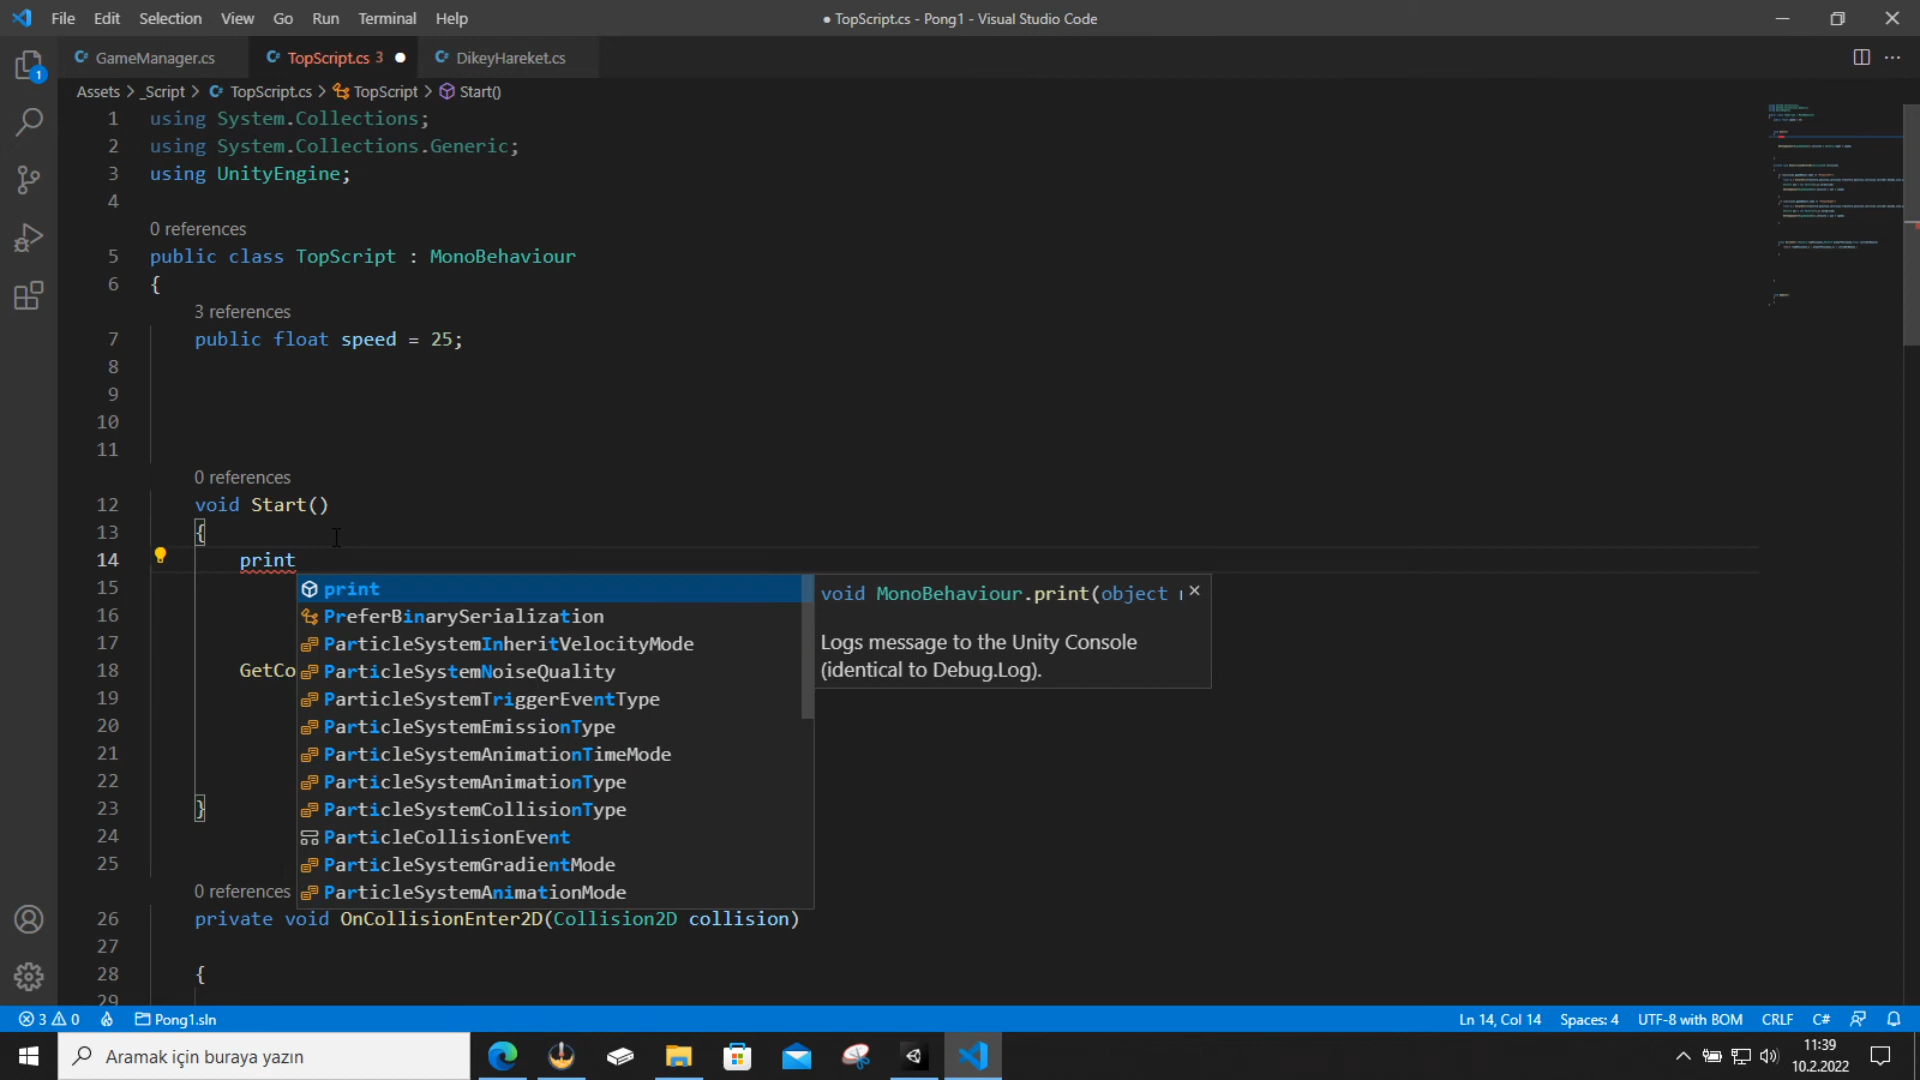 File Edit Selection View Go Run Terminal Help
● TopScript.cs - Pong1 - Visual Studio Code
GameManager.cs
TopScript.cs 3
DikeyHareket.cs
1
Assets > _Script > TopScript.cs > TopScript > Start()
1 using System.Collections;
2 using System.Collections.Generic;
3 using UnityEngine;
4
0 references
5 public class TopScript : MonoBehaviour
6 {
3 references
7 public float speed = 25;
8
9
10
11
0 references
12 void Start()
13 {
14 print
15
16
17
18 GetCo
19
20
21
22
23 }
24
25
print
PreferBinarySerialization
ParticleSystemInheritVelocityMode
ParticleSystemNoiseQuality
ParticleSystemTriggerEventType
ParticleSystemEmissionType
ParticleSystemAnimationTimeMode
ParticleSystemAnimationType
ParticleSystemCollisionType
ParticleCollisionEvent
ParticleSystemGradientMode
ParticleSystemAnimationMode
void MonoBehaviour.print(object
Logs message to the Unity Console
(identical to Debug.Log).
0 references
26 private void OnCollisionEnter2D(Collision2D collision)
27
28 {
29
3 0 Pong1.sln
Ln 14, Col 14 Spaces: 4 UTF-8 with BOM CRLF C#
Aramak için buraya yazın
11:39
10.2.2022